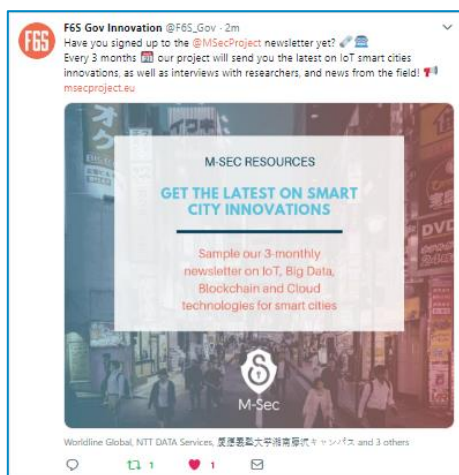 F6S Gov Innovation @F6S_Gov · 2m
Have you signed up to the @MSecProject newsletter yet?
Every 3 months our project will send you the latest on IoT smart cities
innovations, as well as interviews with researchers, and news from the field!
msecproject.eu
M-SEC RESOURCES
GET THE LATEST ON SMART
CITY INNOVATIONS
Sample our 3-monthly
newsletter on IoT, Big Data,
Blockchain and Cloud
technologies for smart cities
M-Sec
Worldline Global, NTT DATA Services, 慶應義塾大学湘南藤沢キャンパス and 3 others
1 1
F6S
オク
DVD